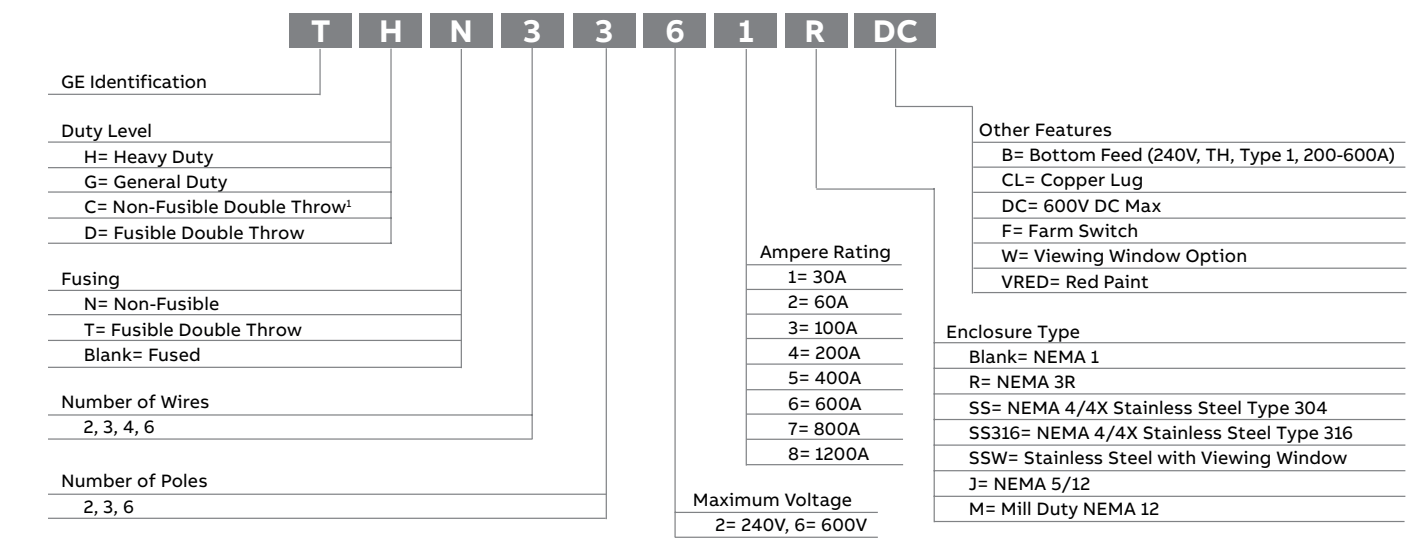 T H N 3 3 6 1 R DC
GE Identification
Duty Level
H= Heavy Duty
G= General Duty
C= Non-Fusible Double Throw¹
D= Fusible Double Throw
Fusing
N= Non-Fusible
T= Fusible Double Throw
Blank= Fused
Number of Wires
2, 3, 4, 6
Number of Poles
2, 3, 6
Maximum Voltage
2= 240V, 6= 600V
Ampere Rating
1= 30A
2= 60A
3= 100A
4= 200A
5= 400A
6= 600A
7= 800A
8= 1200A
Enclosure Type
Blank= NEMA 1
R= NEMA 3R
SS= NEMA 4/4X Stainless Steel Type 304
SS316= NEMA 4/4X Stainless Steel Type 316
SSW= Stainless Steel with Viewing Window
J= NEMA 5/12
M= Mill Duty NEMA 12
Other Features
B= Bottom Feed (240V, TH, Type 1, 200-600A)
CL= Copper Lug
DC= 600V DC Max
F= Farm Switch
W= Viewing Window Option
VRED= Red Paint